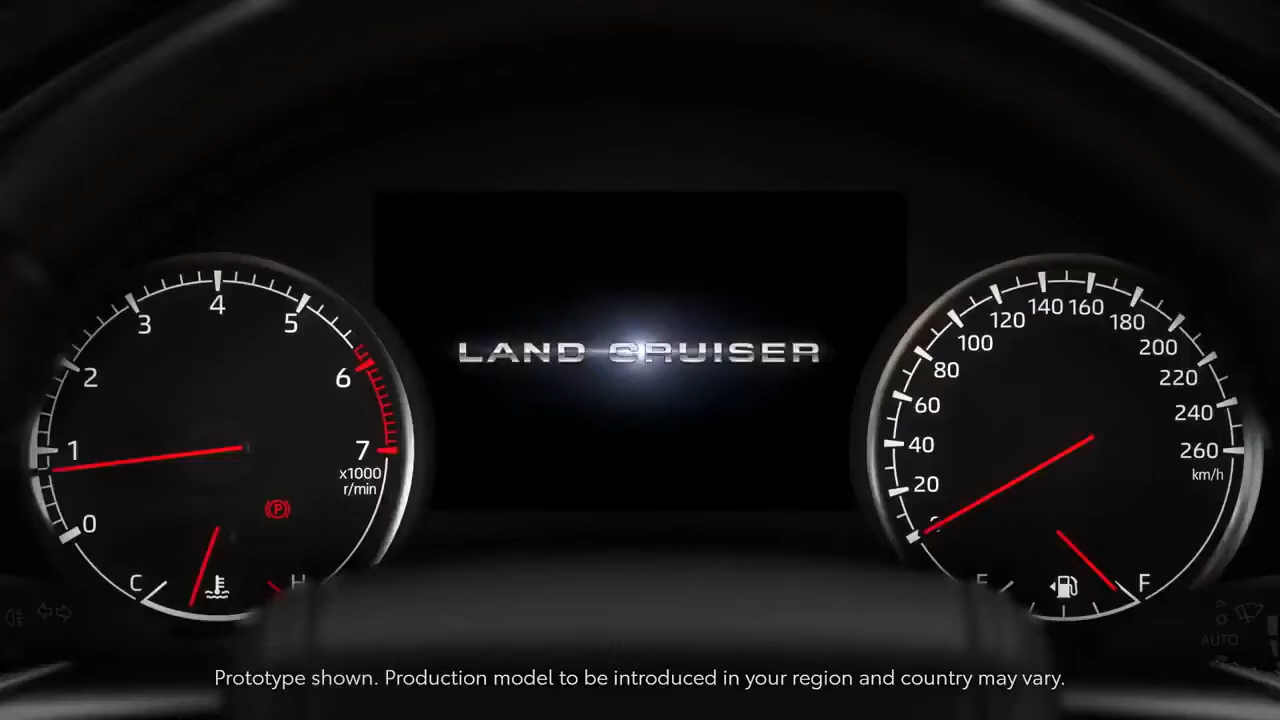 LAND CRUISER
0
1
2
3
4
5
6
7
x1000
r/min
P
C
H
20
40
60
80
100
120
140
160
180
200
220
240
260
km/h
F
AUTO
Prototype shown. Production model to be introduced in your region and country may vary.